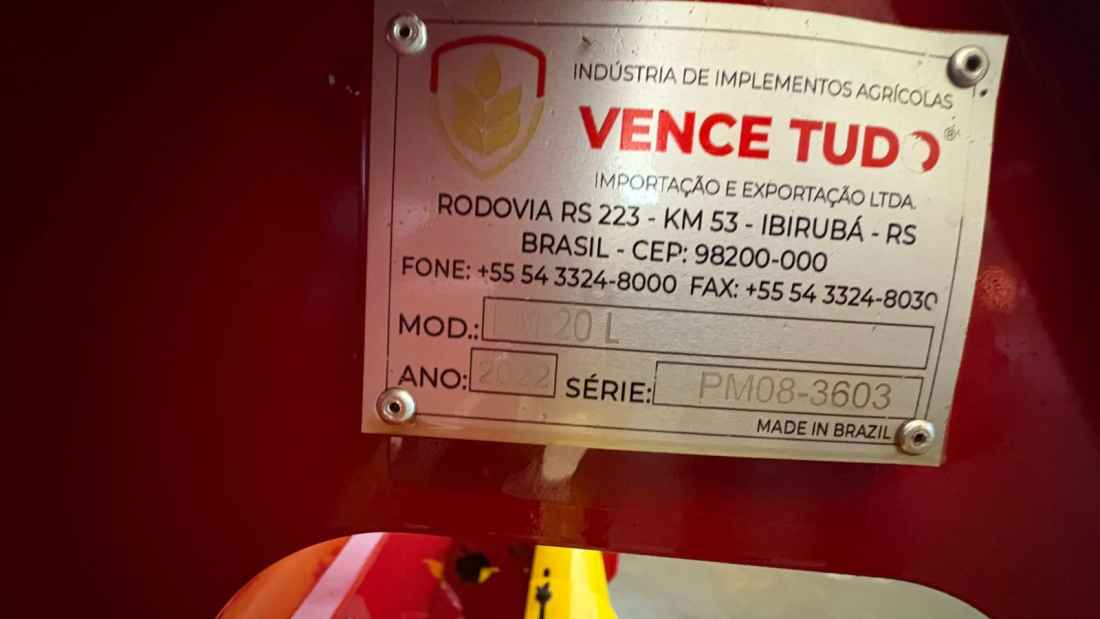 INDÚSTRIA DE IMPLEMENTOS AGRÍCOLAS
VENCE TUDO®
IMPORTAÇÃO E EXPORTAÇÃO LTDA.
RODOVIA RS 223 - KM 53 - IBIRUBÁ - RS
BRASIL - CEP: 98200-000
FONE: +55 54 3324-8000 FAX: +55 54 3324-8030
MOD.: L
ANO: 2022 SÉRIE: PM08-3603
MADE IN BRAZIL